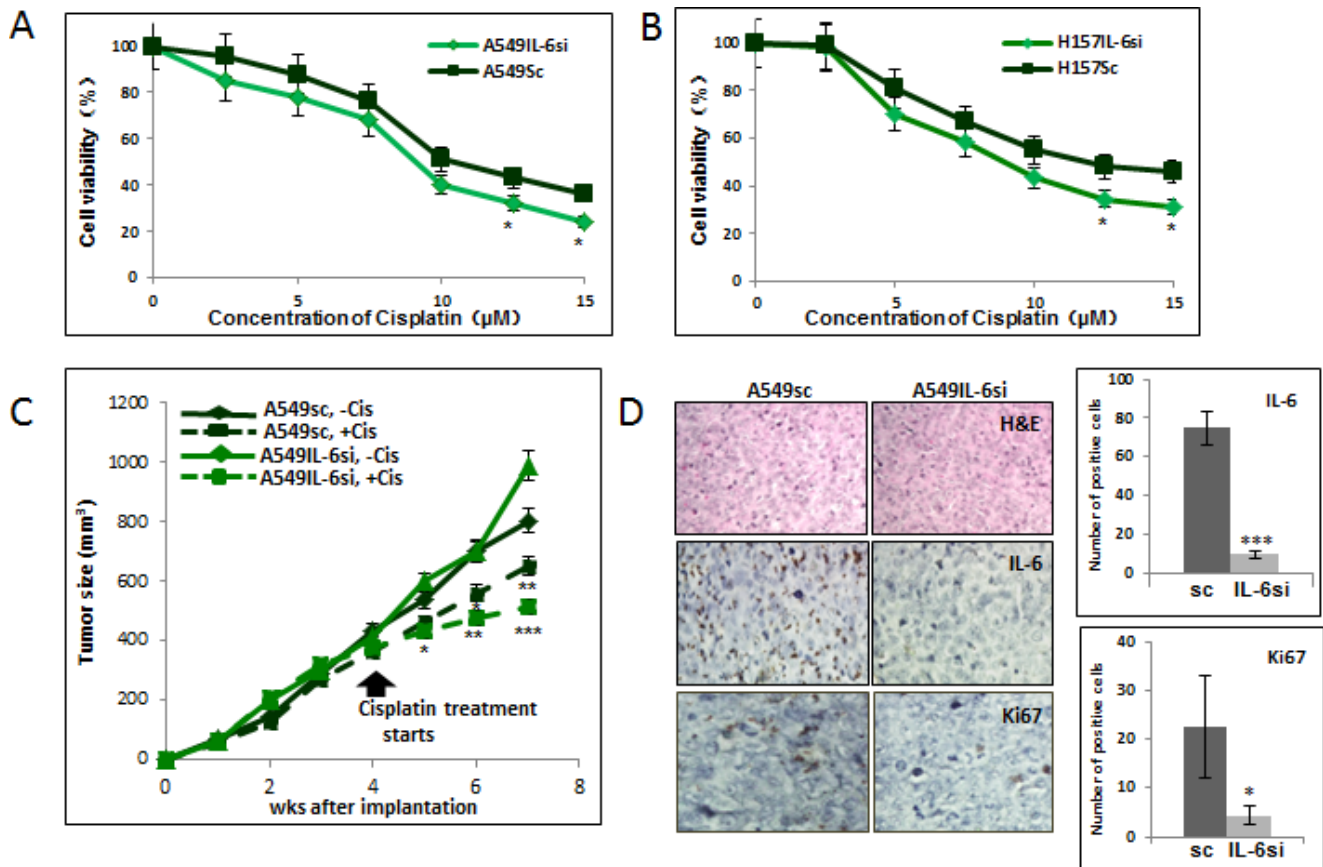 A
A549IL-6si
A549Sc
Cell viability (%)
100
80
60
40
20
0
0 5 10 15
Concentration of Cisplatin (µM)
*
*
B
H157IL-6si
H157Sc
Cell viability (%)
100
80
60
40
20
0
0 5 10 15
Concentration of Cisplatin (µM)
*
*
C
A549sc, -Cis
A549sc, +Cis
A549IL-6si, -Cis
A549IL-6si, +Cis
Tumor size (mm³)
1200
1000
800
600
400
200
0
0 2 4 6 8
wks after implantation
Cisplatin treatment
starts
*
*
**
**
***
D
A549sc A549IL-6si
H&E
IL-6
Ki67
IL-6
Number of positive cells
100
80
60
40
20
0
***
sc IL-6si
Ki67
Number of positive cells
40
30
20
10
0
*
sc IL-6si